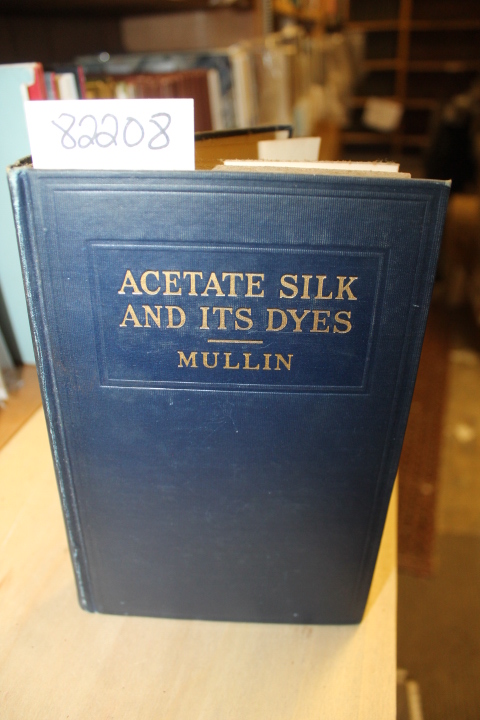 82208
ACETATE SILK
AND ITS DYES
MULLIN